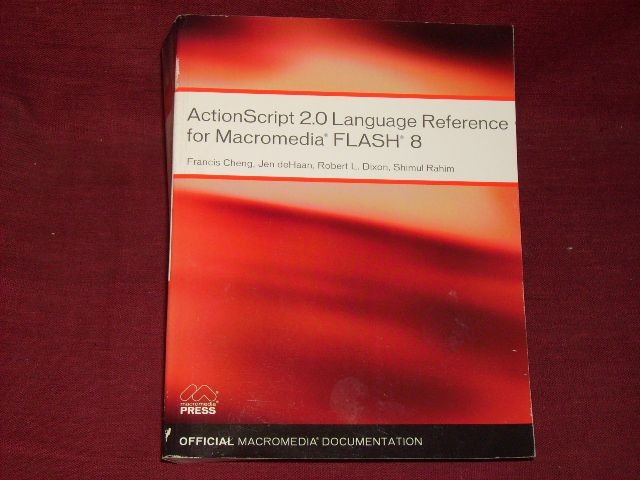 ActionScript 2.0 Language Reference
for Macromedia® FLASH® 8
Francis Cheng, Jen deHaan, Robert L. Dixon, Shimul Rahim
macromedia®
PRESS
OFFICIAL MACROMEDIA® DOCUMENTATION